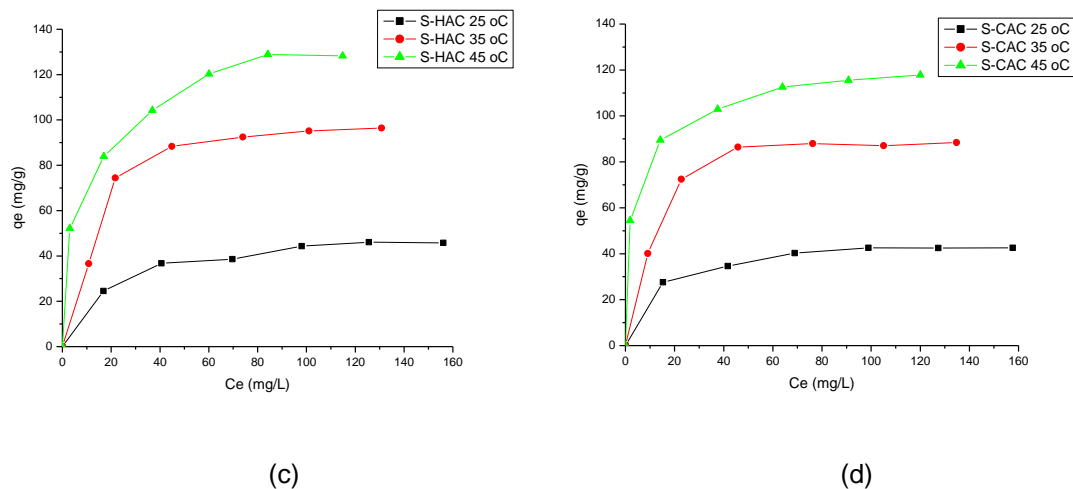 S-HAC 25 oC
S-HAC 35 oC
S-HAC 45 oC
140
120
100
80
60
40
20
0
qe (mg/g)
0 20 40 60 80 100 120 140 160
Ce (mg/L)
(c)
S-CAC 25 oC
S-CAC 35 oC
S-CAC 45 oC
140
120
100
80
60
40
20
0
qe (mg/g)
0 20 40 60 80 100 120 140 160
Ce (mg/L)
(d)